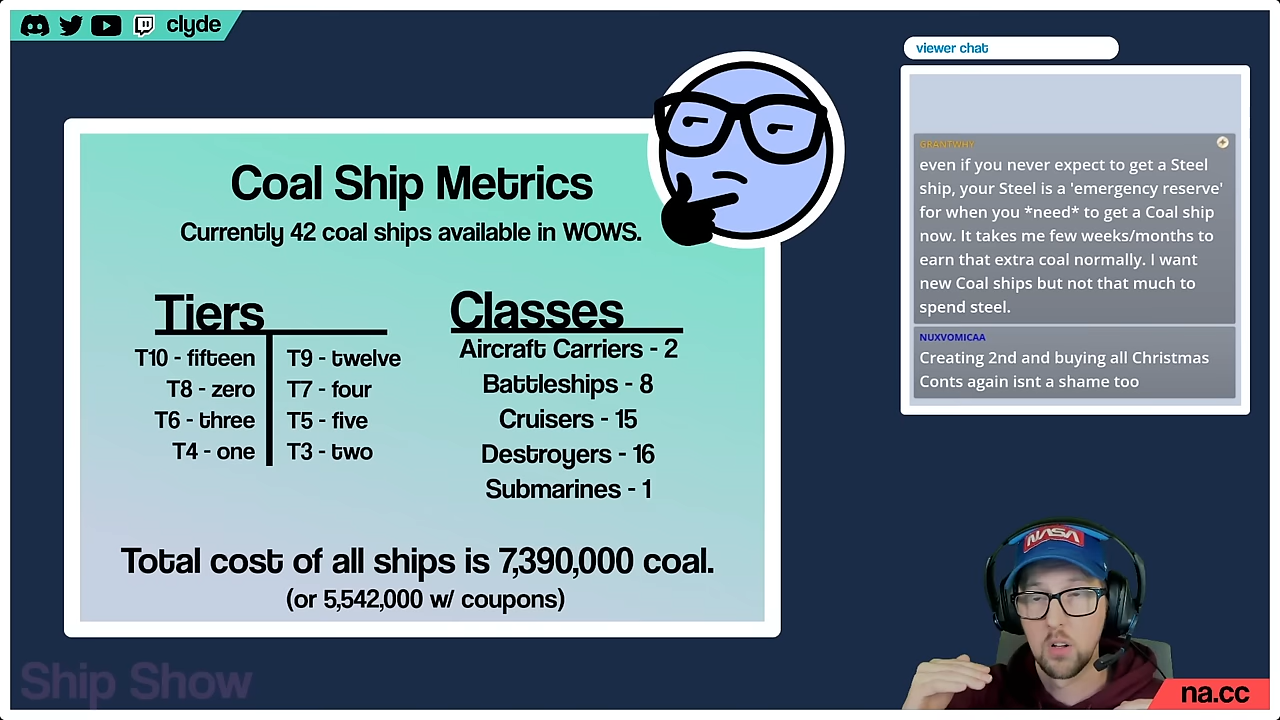 clyde
viewer chat
Coal Ship Metrics
Currently 42 coal ships available in WOWS.
Tiers
T10 - fifteen
T9 - twelve
T8 - zero
T7 - four
T6 - three
T5 - five
T4 - one
T3 - two
Classes
Aircraft Carriers - 2
Battleships - 8
Cruisers - 15
Destroyers - 16
Submarines - 1
Total cost of all ships is 7,390,000 coal.
(or 5,542,000 w/ coupons)
GRANTWHY
even if you never expect to get a Steel
ship, your Steel is a 'emergency reserve'
for when you *need* to get a Coal ship
now. It takes me few weeks/months to
earn that extra coal normally. I want
new Coal ships but not that much to
spend steel.
NUXVOMICAA
Creating 2nd and buying all Christmas
Conts again isnt a shame too
NASA
Ship Show
na.cc